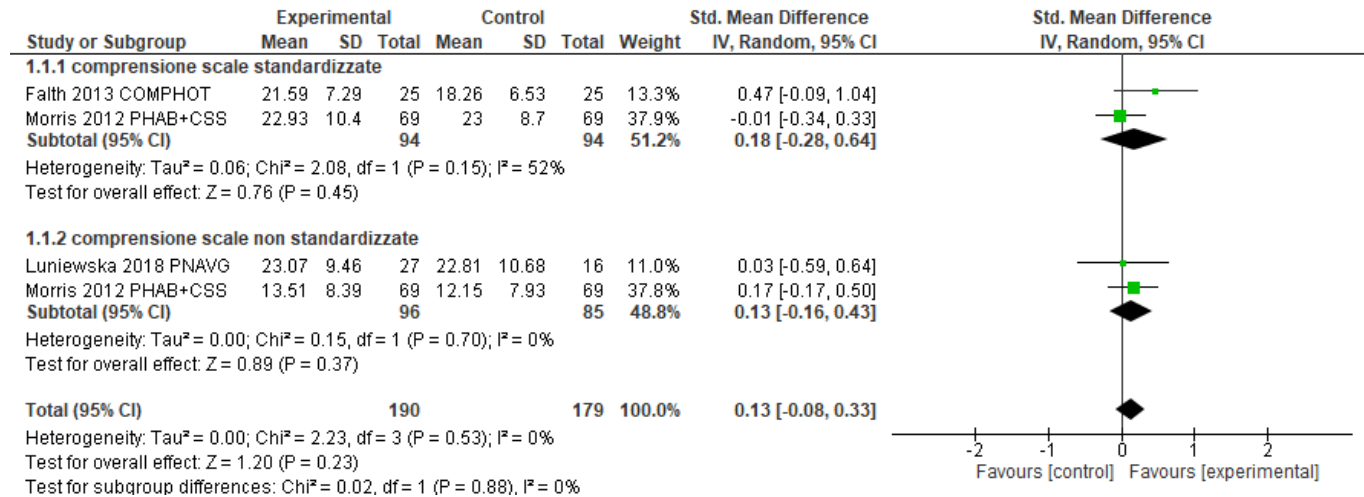 Experimental Control Std. Mean Difference Std. Mean Difference
Study or Subgroup Mean SD Total Mean SD Total Weight IV, Random, 95% CI IV, Random, 95% CI
1.1.1 comprensione scale standardizzate
Falth 2013 COMPHOT 21.59 7.29 25 18.26 6.53 25 13.3% 0.47 [-0.09, 1.04]
Morris 2012 PHAB+CSS 22.93 10.4 69 23 8.7 69 37.9% -0.01 [-0.34, 0.33]
Subtotal (95% CI) 94 94 51.2% 0.18 [-0.28, 0.64]
Heterogeneity: Tau² = 0.06; Chi² = 2.08, df = 1 (P = 0.15); I² = 52%
Test for overall effect: Z = 0.76 (P = 0.45)
1.1.2 comprensione scale non standardizzate
Luniewska 2018 PNAVG 23.07 9.46 27 22.81 10.68 16 11.0% 0.03 [-0.59, 0.64]
Morris 2012 PHAB+CSS 13.51 8.39 69 12.15 7.93 69 37.8% 0.17 [-0.17, 0.50]
Subtotal (95% CI) 96 85 48.8% 0.13 [-0.16, 0.43]
Heterogeneity: Tau² = 0.00; Chi² = 0.15, df = 1 (P = 0.70); I² = 0%
Test for overall effect: Z = 0.89 (P = 0.37)
Total (95% CI) 190 179 100.0% 0.13 [-0.08, 0.33]
Heterogeneity: Tau² = 0.00; Chi² = 2.23, df = 3 (P = 0.53); I² = 0%
Test for overall effect: Z = 1.20 (P = 0.23)
Test for subgroup differences: Chi² = 0.02, df = 1 (P = 0.88), I² = 0%
-2 -1 0 1 2
Favours [control] Favours [experimental]